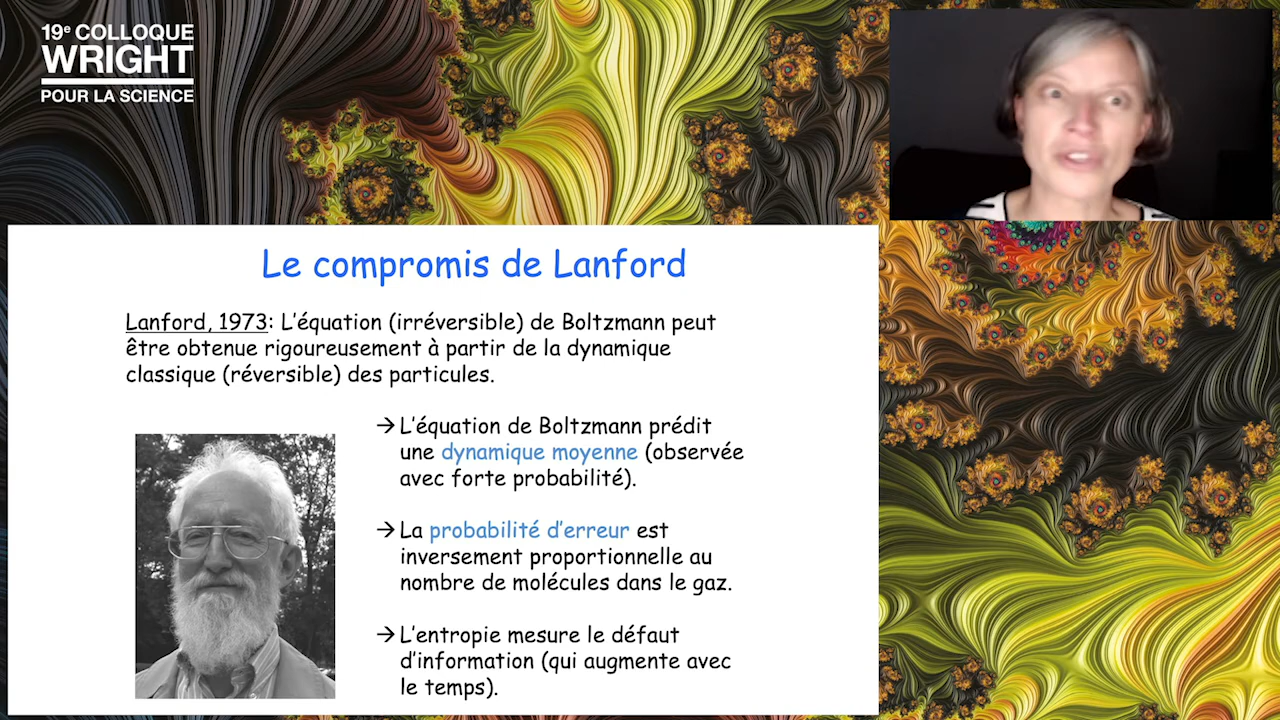 19e COLLOQUE
WRIGHT
POUR LA SCIENCE
Le compromis de Lanford
Lanford, 1973: L'équation (irréversible) de Boltzmann peut
être obtenue rigoureusement à partir de la dynamique
classique (réversible) des particules.
→ L'équation de Boltzmann prédit
une dynamique moyenne (observée
avec forte probabilité).
→ La probabilité d'erreur est
inversement proportionnelle au
nombre de molécules dans le gaz.
→ L'entropie mesure le défaut
d'information (qui augmente avec
le temps).